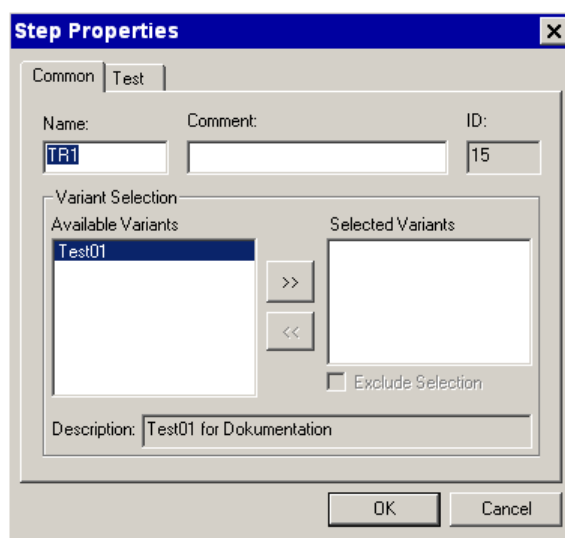 Step Properties
Common Test
Name: Comment: ID:
TR1 15
Variant Selection
Available Variants Selected Variants
Test01
>>
<<
Exclude Selection
Description: Test01 for Dokumentation
OK Cancel